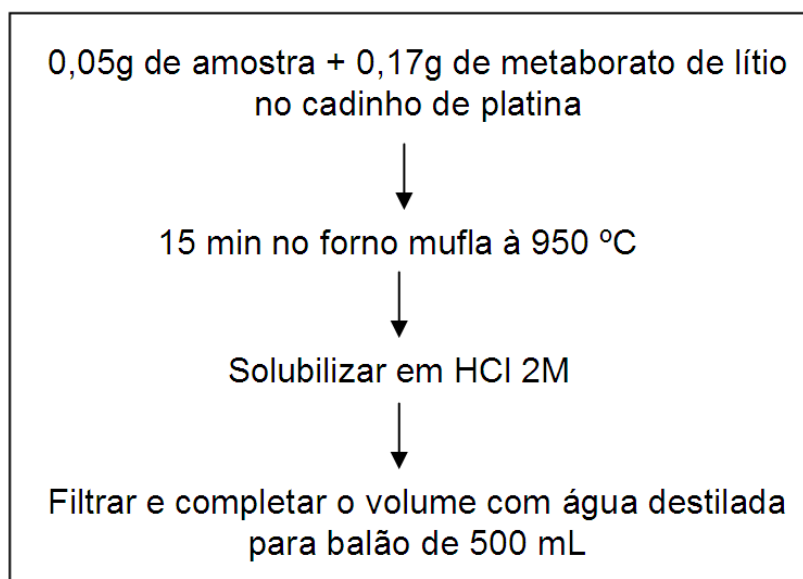 0,05g de amostra + 0,17g de metaborato de lítio
no cadinho de platina
15 min no forno mufla à 950 ºC
Solubilizar em HCl 2M
Filtrar e completar o volume com água destilada
para balão de 500 mL